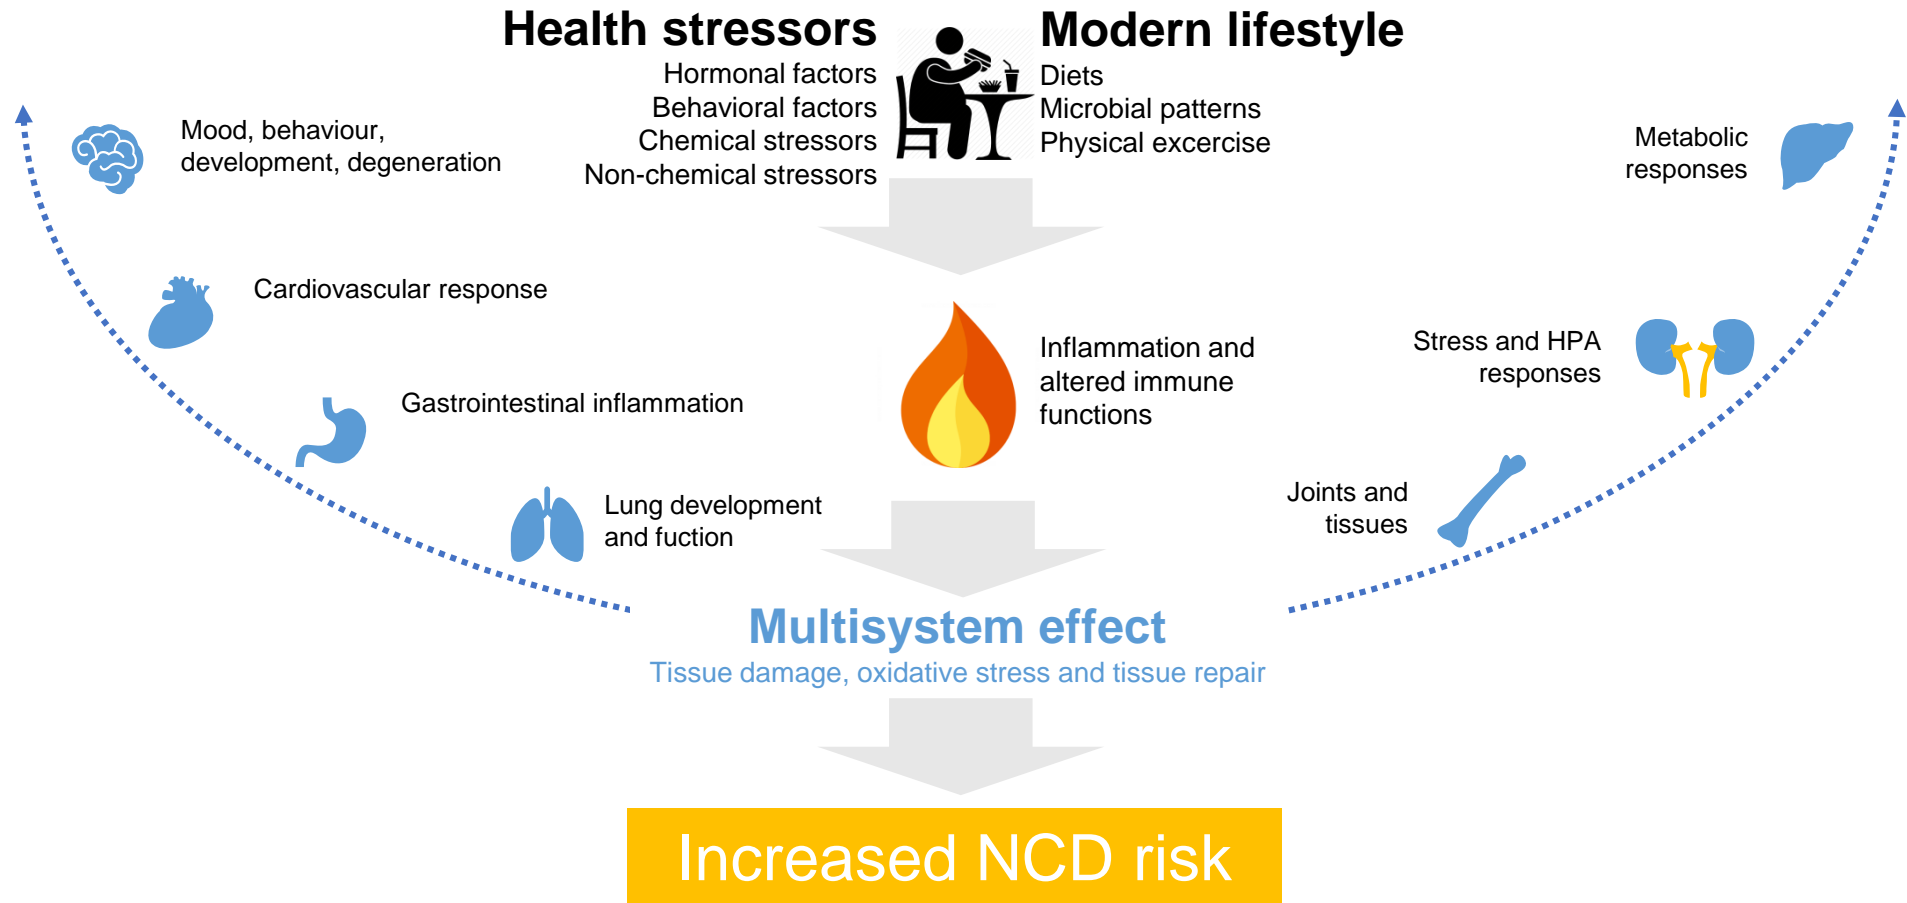 Health stressors
Hormonal factors
Behavioral factors
Chemical stressors
Non-chemical stressors
Modern lifestyle
Diets
Microbial patterns
Physical excercise
Mood, behaviour,
development, degeneration
Metabolic
responses
Cardiovascular response
Inflammation and
altered immune
functions
Stress and HPA
responses
Gastrointestinal inflammation
Lung development
and fuction
Joints and
tissues
Multisystem effect
Tissue damage, oxidative stress and tissue repair
Increased NCD risk